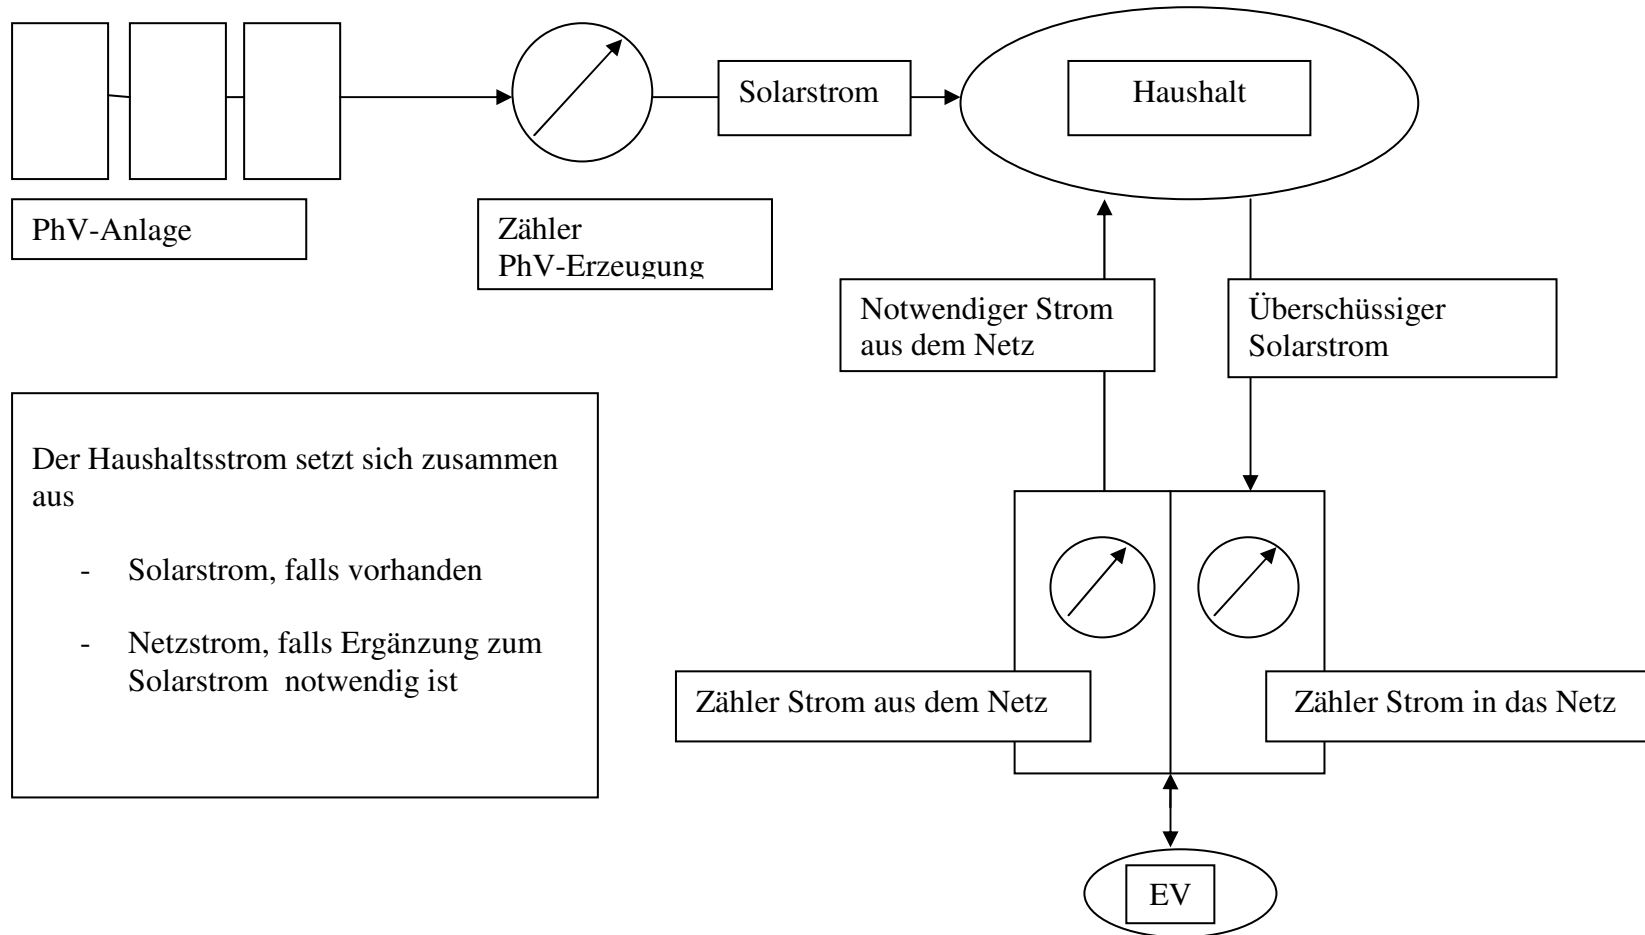 Solarstrom
Haushalt
PhV-Anlage
Zähler
PhV-Erzeugung
Notwendiger Strom
aus dem Netz
Überschüssiger
Solarstrom
Der Haushaltsstrom setzt sich zusammen
aus
- Solarstrom, falls vorhanden
- Netzstrom, falls Ergänzung zum
Solarstrom notwendig ist
Zähler Strom aus dem Netz
Zähler Strom in das Netz
EV